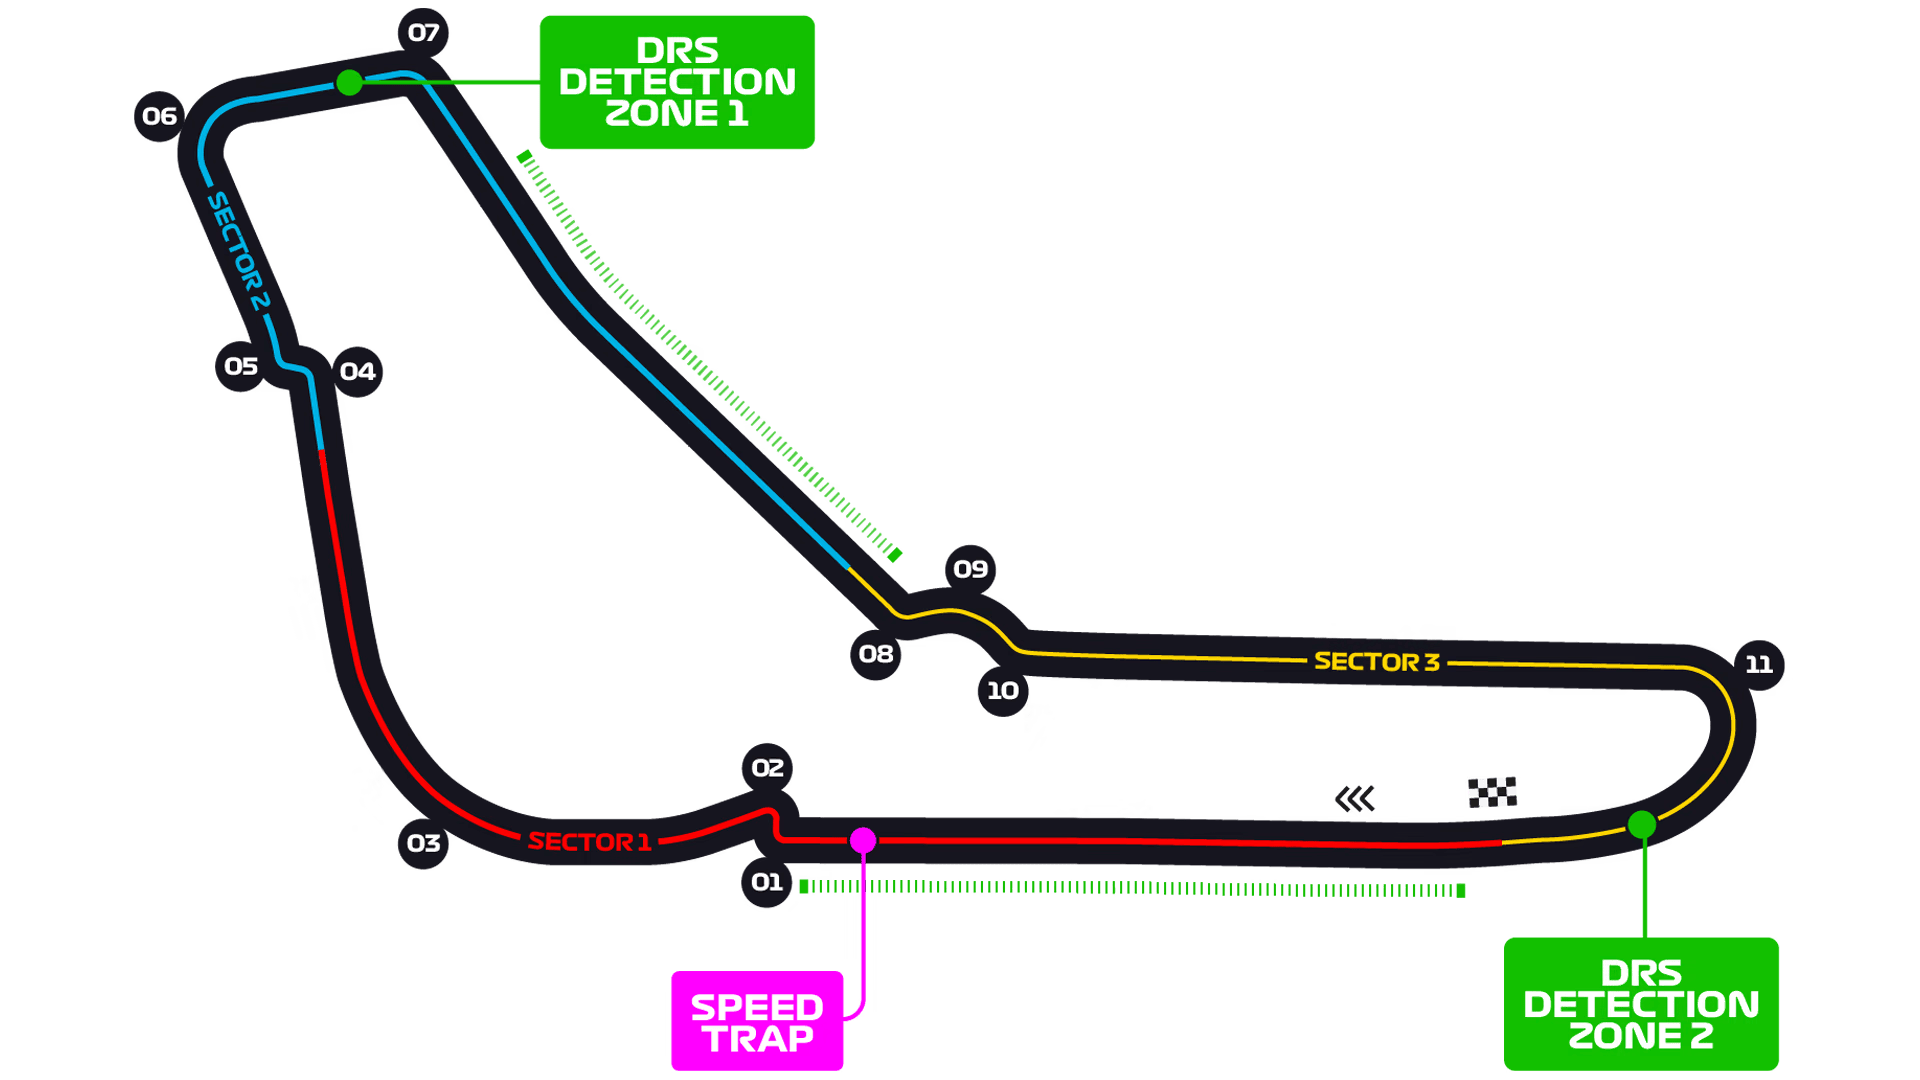 07
DRS
DETECTION
ZONE 1
06
SECTOR 2
05
04
09
08
10
SECTOR 3
11
02
03
SECTOR 1
01
SPEED
TRAP
DRS
DETECTION
ZONE 2